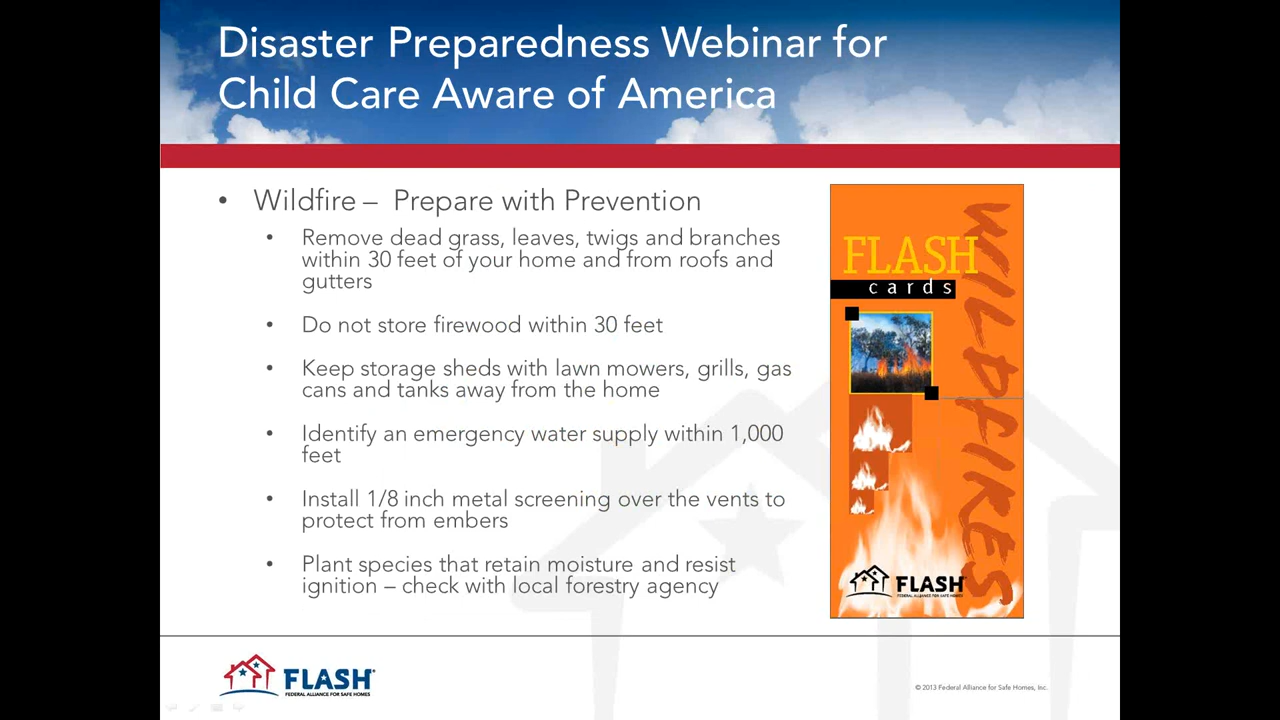 Disaster Preparedness Webinar for
Child Care Aware of America
• Wildfire – Prepare with Prevention
• Remove dead grass, leaves, twigs and branches
within 30 feet of your home and from roofs and
gutters
• Do not store firewood within 30 feet
• Keep storage sheds with lawn mowers, grills, gas
cans and tanks away from the home
• Identify an emergency water supply within 1,000
feet
• Install 1/8 inch metal screening over the vents to
protect from embers
• Plant species that retain moisture and resist
ignition – check with local forestry agency
FLASH
cards
WILDFIRES
FLASH
FEDERAL ALLIANCE FOR SAFE HOMES
FLASH®
FEDERAL ALLIANCE FOR SAFE HOMES
© 2013 Federal Alliance for Safe Homes, Inc.